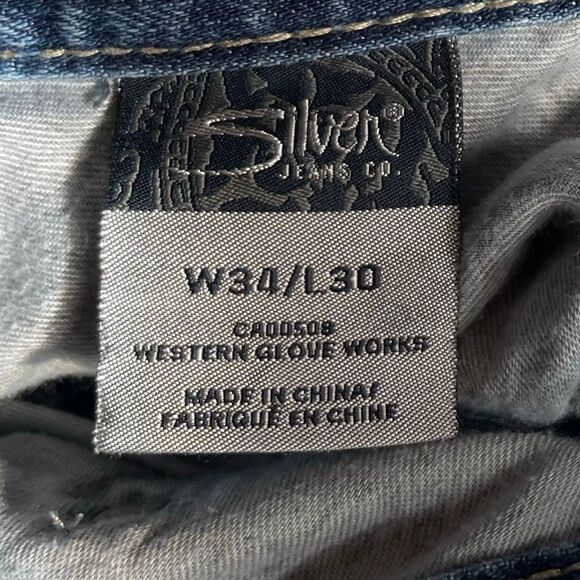 Silver®
JEANS CO.
W34/L30
CA00508
WESTERN GLOVE WORKS
MADE IN CHINA/
FABRIQUÉ EN CHINE